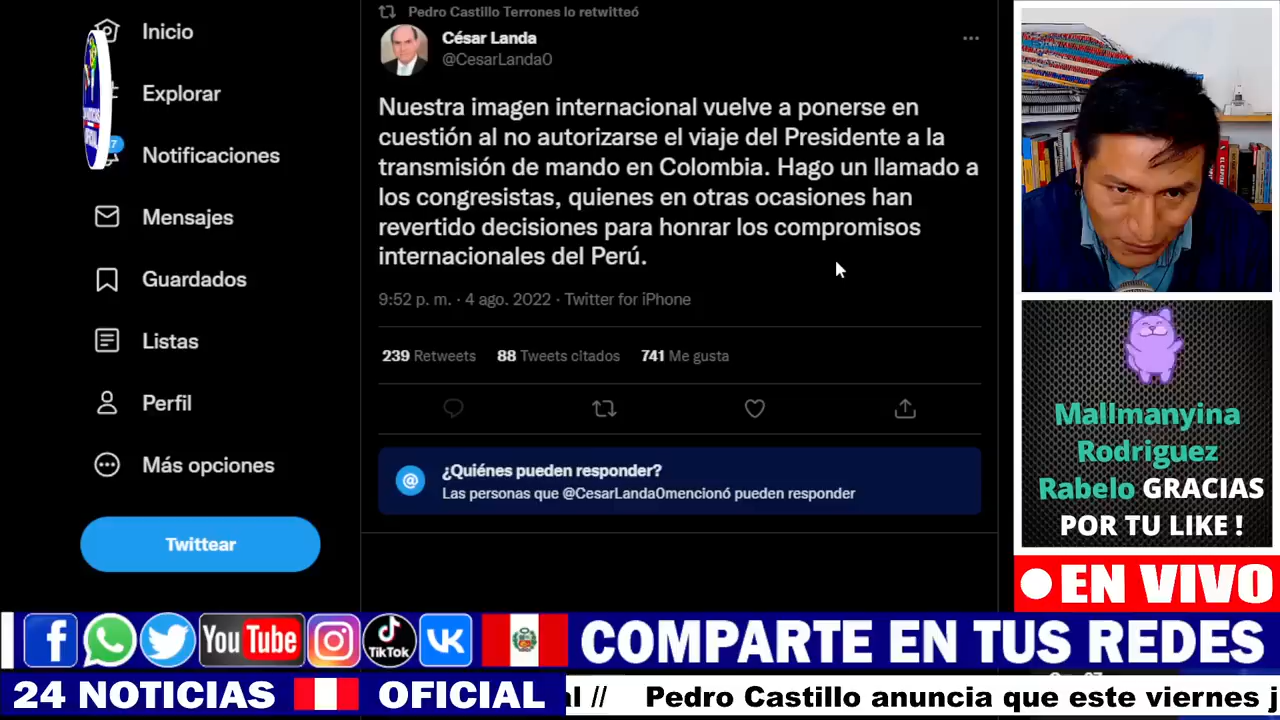 Pedro Castillo Terrones lo retwitteó
César Landa
@CesarLanda0
Inicio
Explorar
Notificaciones
Mensajes
Guardados
Listas
Perfil
Más opciones
Twittear
7
Nuestra imagen internacional vuelve a ponerse en
cuestión al no autorizarse el viaje del Presidente a la
transmisión de mando en Colombia. Hago un llamado a
los congresistas, quienes en otras ocasiones han
revertido decisiones para honrar los compromisos
internacionales del Perú.
9:52 p. m. · 4 ago. 2022 · Twitter for iPhone
239 Retweets 88 Tweets citados 741 Me gusta
¿Quiénes pueden responder?
Las personas que @CesarLanda0mencionó pueden responder
Mallmanyina
Rodriguez
Rabelo GRACIAS
POR TU LIKE !
EN VIVO
You Tube
TikTok
COMPARTE EN TUS REDES
24 NOTICIAS OFICIAL
al // Pedro Castillo anuncia que este viernes j